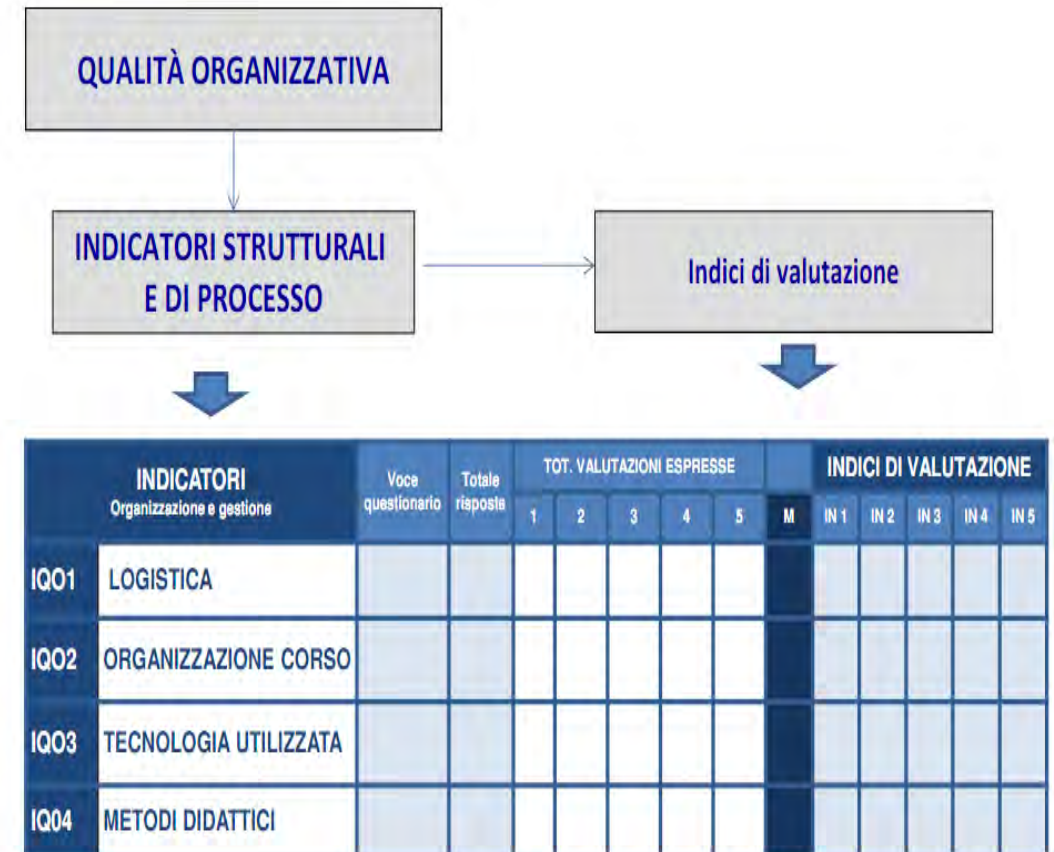 QUALITÀ ORGANIZZATIVA
INDICATORI STRUTTURALI
E DI PROCESSO
Indici di valutazione
INDICATORI
Organizzazione e gestione
Voce
questionario
Totale
risposte
TOT. VALUTAZIONI ESPRESSE
INDICI DI VALUTAZIONE
1 2 3 4 5 M IN 1 IN 2 IN 3 IN 4 IN 5
IQO1 LOGISTICA
IQO2 ORGANIZZAZIONE CORSO
IQO3 TECNOLOGIA UTILIZZATA
IQO4 METODI DIDATTICI